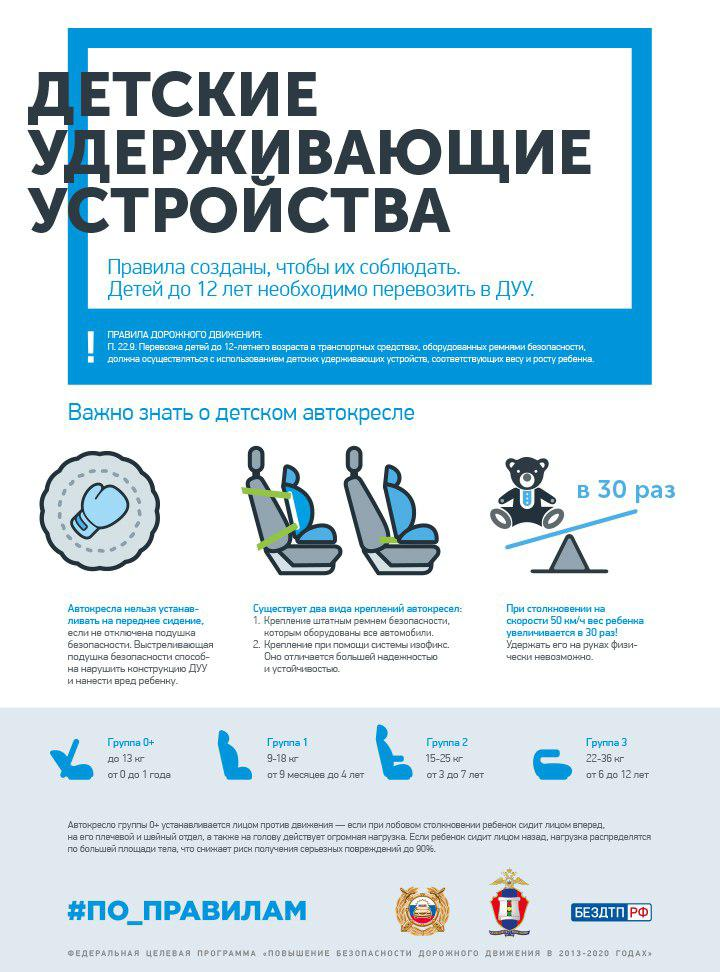 ДЕТСКИЕ
УДЕРЖИВАЮЩИЕ
УСТРОЙСТВА
Правила созданы, чтобы их соблюдать.
Детей до 12 лет необходимо перевозить в ДУУ.
!
ПРАВИЛА ДОРОЖНОГО ДВИЖЕНИЯ:
П. 22.9. Перевозка детей до 12-летнего возраста в транспортных средствах, оборудованных ремнями безопасности,
должна осуществляться с использованием детских удерживающих устройств, соответствующих весу и росту ребенка.
Важно знать о детском автокресле
в 30 раз
Автокресла нельзя устанав-
ливать на переднее сидение,
если не отключена подушка
безопасности. Выстреливающая
подушка безопасности способ-
на нарушить конструкцию ДУУ
и нанести вред ребенку.
Существует два вида креплений автокресел:
1. Крепление штатным ремнем безопасности,
которым оборудованы все автомобили.
2. Крепление при помощи системы изофикс.
Оно отличается большей надежностью
и устойчивостью.
При столкновении на
скорости 50 км/ч вес ребенка
увеличивается в 30 раз!
Удержать его на руках физи-
чески невозможно.
Группа 0+
до 13 кг
от 0 до 1 года
Группа 1
9-18 кг
от 9 месяцев до 4 лет
Группа 2
15-25 кг
от 3 до 7 лет
Группа 3
22-36 кг
от 6 до 12 лет
Автокресло группы 0+ устанавливается лицом против движения — если при лобовом столкновении ребенок сидит лицом вперед,
на его плечевой и шейный отдел, а также на голову действует огромная нагрузка. Если ребенок сидит лицом назад, нагрузка распределятся
по большей площади тела, что снижает риск получения серьезных повреждений до 90%.
#ПО_ПРАВИЛАМ
БЕЗДТП РФ
ФЕДЕРАЛЬНАЯ ЦЕЛЕВАЯ ПРОГРАММА «ПОВЫШЕНИЕ БЕЗОПАСНОСТИ ДОРОЖНОГО ДВИЖЕНИЯ В 2013-2020 ГОДАХ»